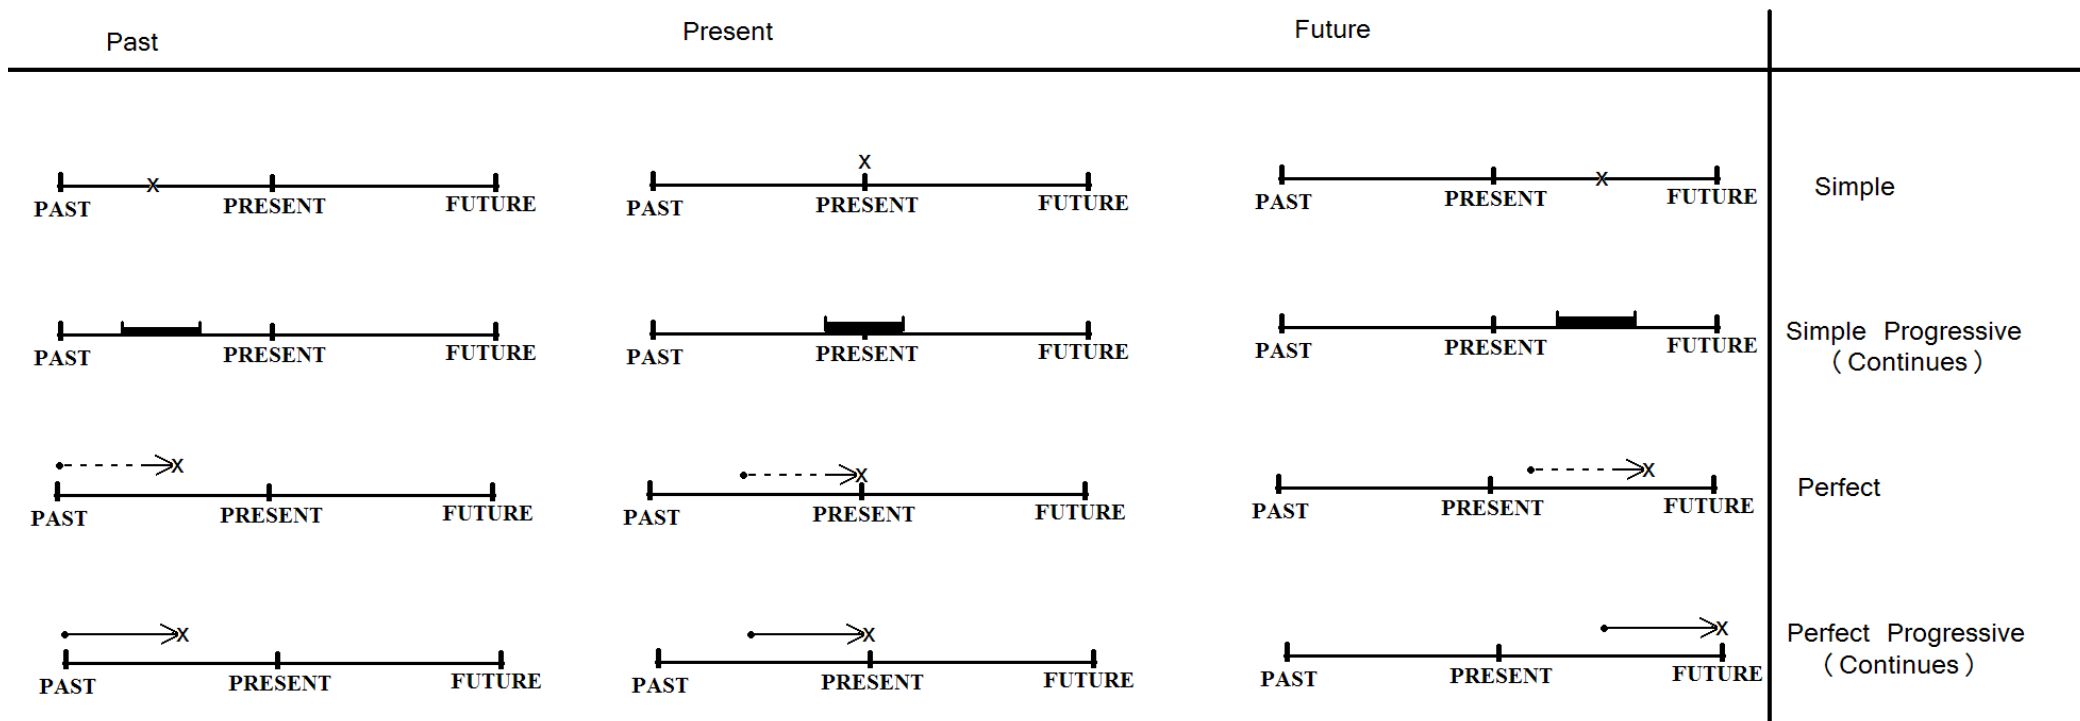 Past Present Future
x x x
PAST PRESENT FUTURE PAST PRESENT FUTURE PAST PRESENT FUTURE Simple
PAST PRESENT FUTURE PAST PRESENT FUTURE PAST PRESENT FUTURE Simple Progressive
(Continues)
x x x
PAST PRESENT FUTURE PAST PRESENT FUTURE PAST PRESENT FUTURE Perfect
x x x
PAST PRESENT FUTURE PAST PRESENT FUTURE PAST PRESENT FUTURE Perfect Progressive
(Continues)